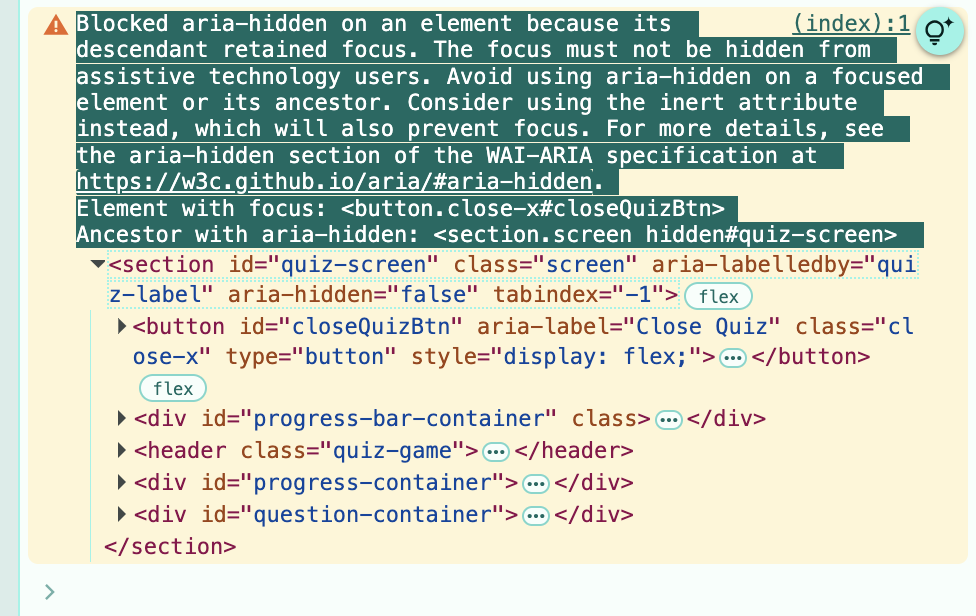 Blocked aria-hidden on an element because its (index):1
descendant retained focus. The focus must not be hidden from
assistive technology users. Avoid using aria-hidden on a focused
element or its ancestor. Consider using the inert attribute
instead, which will also prevent focus. For more details, see
the aria-hidden section of the WAI-ARIA specification at
https://w3c.github.io/aria/#aria-hidden.
Element with focus: <button.close-x#closeQuizBtn>
Ancestor with aria-hidden: <section.screen hidden#quiz-screen>
<section id="quiz-screen" class="screen" aria-labelledby="qui
z-label" aria-hidden="false" tabindex="-1"> flex
<button id="closeQuizBtn" aria-label="Close Quiz" class="cl
ose-x" type="button" style="display: flex;">…</button>
flex
<div id="progress-bar-container" class>…</div>
<header class="quiz-game">…</header>
<div id="progress-container">…</div>
<div id="question-container">…</div>
</section>